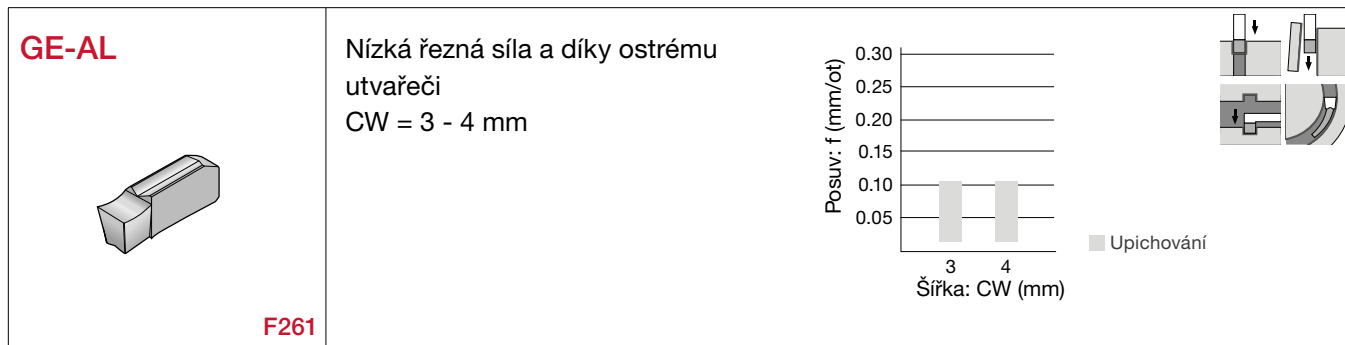 GE-AL
F261
Nízká řezná síla a díky ostrému
utvařeči
CW = 3 - 4 mm
Posuv: f (mm/ot)
0.30
0.25
0.20
0.15
0.10
0.05
3 4
Šířka: CW (mm)
Upichování